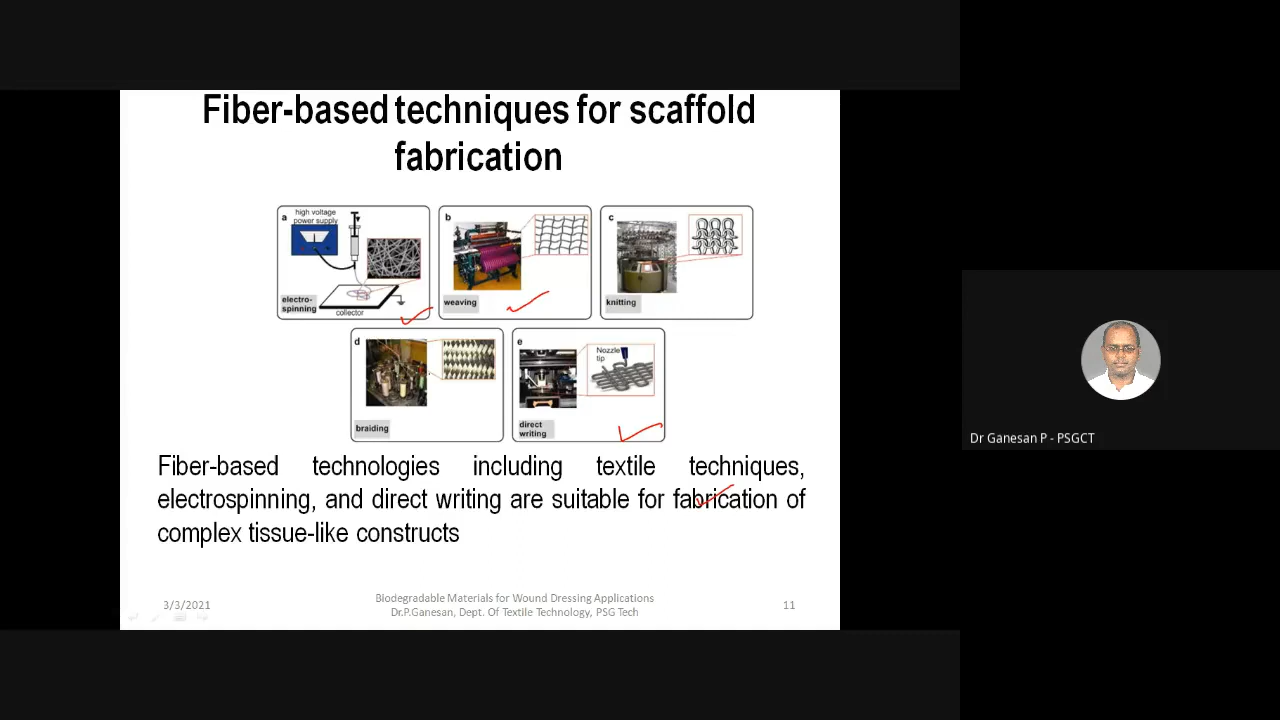 Fiber-based techniques for scaffold
fabrication
a
high voltage
power supply
electro-
spinning
collector
b
weaving
c
knitting
d
braiding
e
Nozzle
tip
direct
writing
Fiber-based technologies including textile techniques,
electrospinning, and direct writing are suitable for fabrication of
complex tissue-like constructs
3/3/2021
Biodegradable Materials for Wound Dressing Applications
Dr.P.Ganesan, Dept. Of Textile Technology, PSG Tech
11
Dr Ganesan P - PSGCT